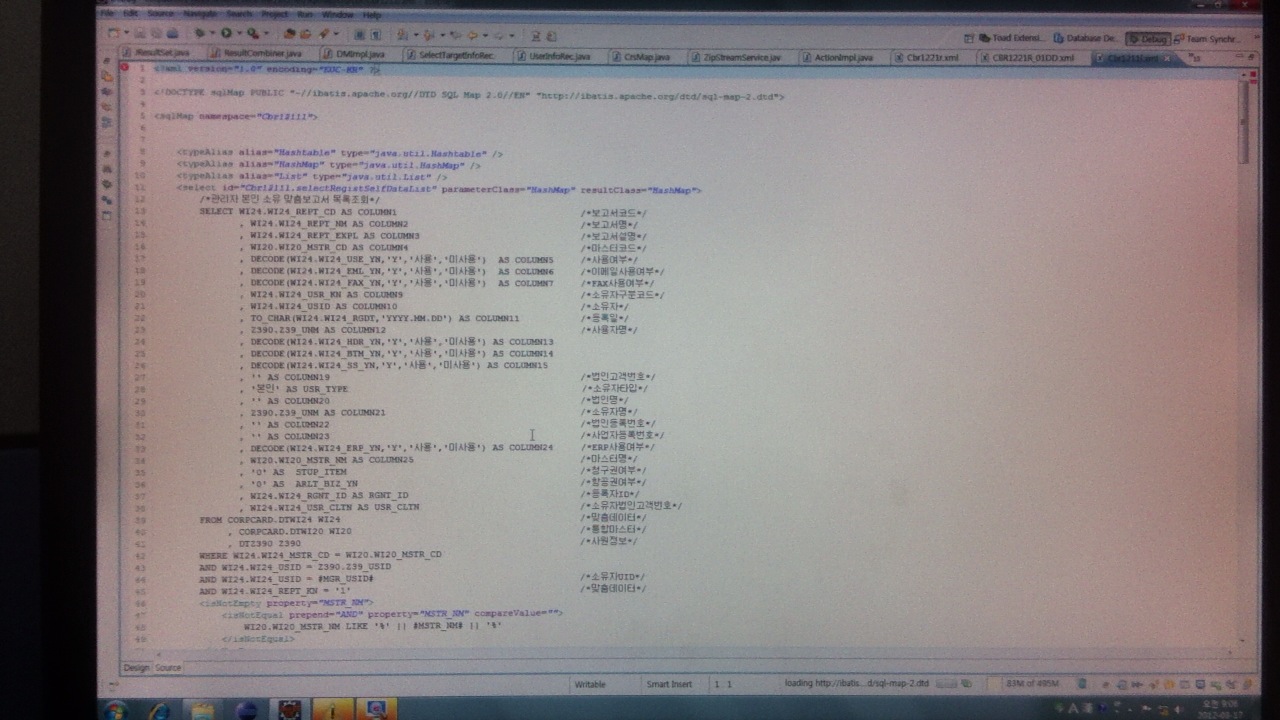 File Edit Source Navigate Search Project Run Window Help
ResultSet.java ResultCombiner.java DMImpl.java SelectTargetInfoRec. UserInfoRec.java CrsMap.java ZipStreamService.jav ActionImpl.java Cbr1221r.xml CBR1221R_01DD.xml
Toad Extensi... Database De... Debug Team Synchr...
1 <?xml version="1.0" encoding="EUC-KR" ?>
2
3 <!DOCTYPE sqlMap PUBLIC "-//ibatis.apache.org//DTD SQL Map 2.0//EN" "http://ibatis.apache.org/dtd/sql-map-2.dtd">
4
5 <sqlMap namespace="Cbr1211l">
6
7
8 <typeAlias alias="Hashtable" type="java.util.Hashtable" />
9 <typeAlias alias="HashMap" type="java.util.HashMap" />
10 <typeAlias alias="List" type="java.util.List" />
11 <select id="Cbr1211l.selectRegistSelfDataList" parameterClass="HashMap" resultClass="HashMap">
12 /*관리자 본인 소유 맞춤보고서 목록조회*/
13 SELECT WI24.WI24_REPT_CD AS COLUMN1 /*보고서코드*/
14 , WI24.WI24_REPT_NM AS COLUMN2 /*보고서명*/
15 , WI24.WI24_REPT_EXPL AS COLUMN3 /*보고서설명*/
16 , WI20.WI20_MSTR_CD AS COLUMN4 /*마스터코드*/
17 , DECODE(WI24.WI24_USE_YN,'Y','사용','미사용') AS COLUMN5 /*사용여부*/
18 , DECODE(WI24.WI24_EML_YN,'Y','사용','미사용') AS COLUMN6 /*이메일사용여부*/
19 , DECODE(WI24.WI24_FAX_YN,'Y','사용','미사용') AS COLUMN7 /*FAX사용여부*/
20 , WI24.WI24_USR_KN AS COLUMN9 /*소유자구분코드*/
21 , WI24.WI24_USID AS COLUMN10 /*소유자*/
22 , TO_CHAR(WI24.WI24_RGDT,'YYYY.MM.DD') AS COLUMN11 /*등록일*/
23 , Z390.Z39_UNM AS COLUMN12 /*사용자명*/
24 , DECODE(WI24.WI24_HDR_YN,'Y','사용','미사용') AS COLUMN13
25 , DECODE(WI24.WI24_BTM_YN,'Y','사용','미사용') AS COLUMN14
26 , DECODE(WI24.WI24_SS_YN,'Y','사용','미사용') AS COLUMN15
27 , '' AS COLUMN19 /*법인고객번호*/
28 , '본인' AS USR_TYPE /*소유자타입*/
29 , '' AS COLUMN20 /*법인명*/
30 , Z390.Z39_UNM AS COLUMN21 /*소유자명*/
31 , '' AS COLUMN22 /*법인등록번호*/
32 , '' AS COLUMN23 /*사업자등록번호*/
33 , DECODE(WI24.WI24_ERP_YN,'Y','사용','미사용') AS COLUMN24 /*ERP사용여부*/
34 , WI20.WI20_MSTR_NM AS COLUMN25 /*마스터명*/
35 , '0' AS STUP_ITEM /*청구권여부*/
36 , '0' AS ARLT_BIZ_YN /*항공권여부*/
37 , WI24.WI24_RGNT_ID AS RGNT_ID /*등록자ID*/
38 , WI24.WI24_USR_CLTN AS USR_CLTN /*소유자법인고객번호*/
39 FROM CORPCARD.DTWI24 WI24 /*맞춤데이터*/
40 , CORPCARD.DTWI20 WI20 /*통합마스터*/
41 , DTZ390 Z390 /*사원정보*/
42 WHERE WI24.WI24_MSTR_CD = WI20.WI20_MSTR_CD
43 AND WI24.WI24_USID = Z390.Z39_USID
44 AND WI24.WI24_USID = #MGR_USID# /*소유자UID*/
45 AND WI24.WI24_REPT_KN = '1' /*맞춤데이터*/
46 <isNotEmpty property="MSTR_NM">
47 <isNotEqual prepend="AND" property="MSTR_NM" compareValue="">
48 WI20.WI20_MSTR_NM LIKE '%' || #MSTR_NM# || '%'
49 </isNotEqual>
Design Source
Writable Smart Insert 1 : 1 loading http://ibatis...d/sql-map-2.dtd 83M of 495M
오전 9:08